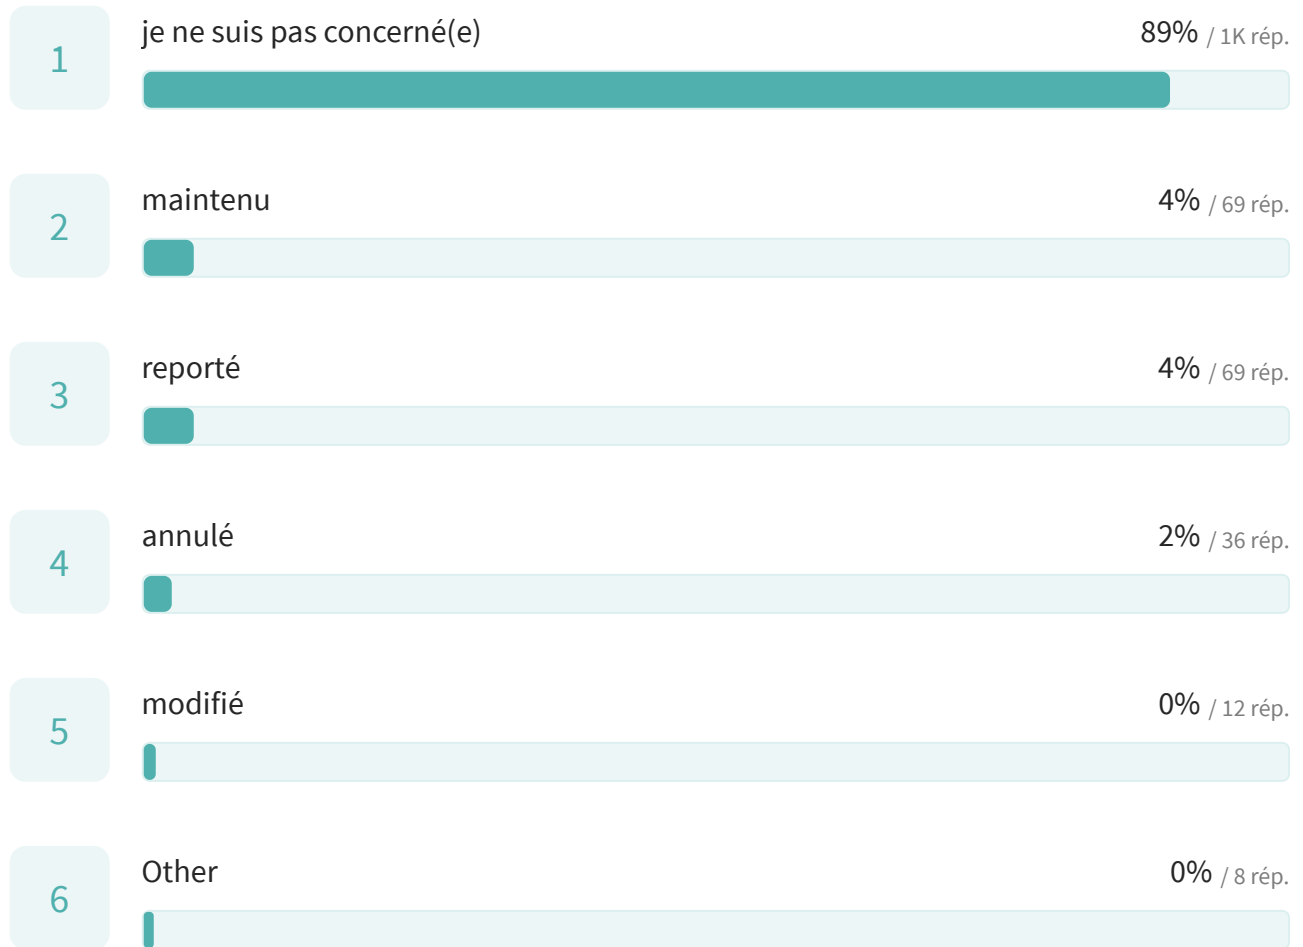 1
je ne suis pas concerné(e)
89% / 1K rép.
2
maintenu
4% / 69 rép.
3
reporté
4% / 69 rép.
4
annulé
2% / 36 rép.
5
modifié
0% / 12 rép.
6
Other
0% / 8 rép.